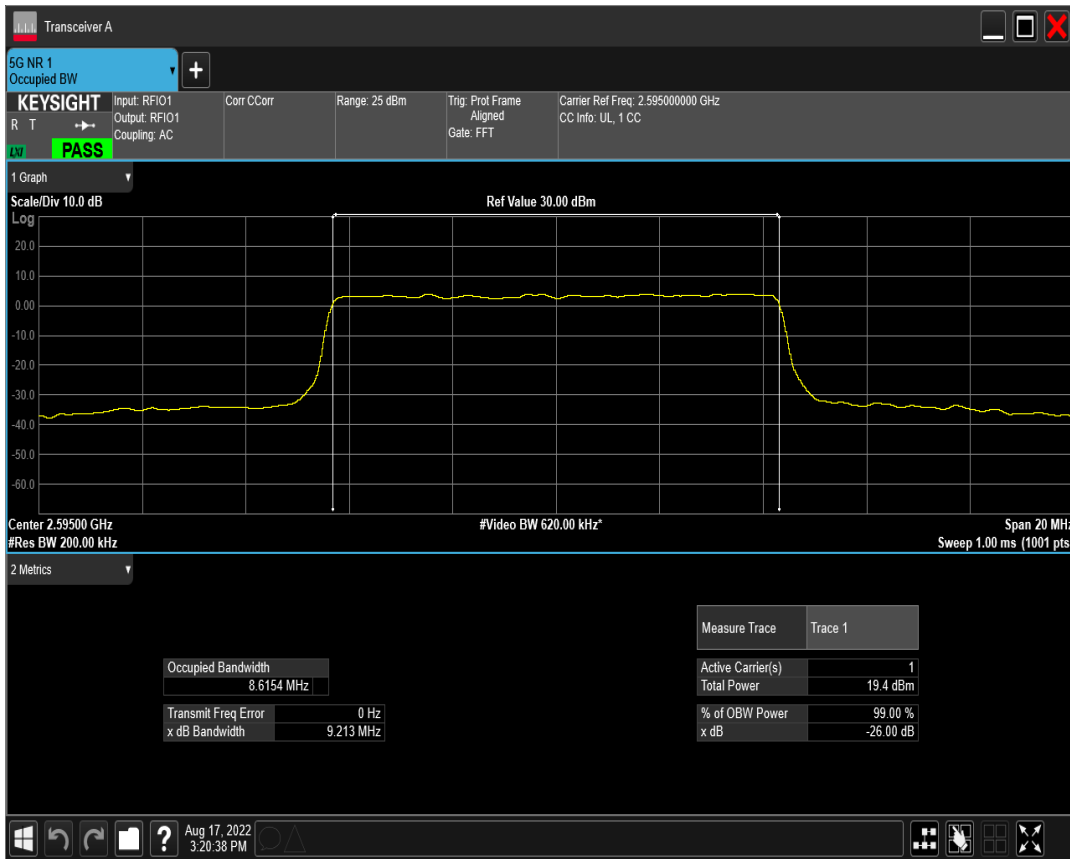 Transceiver A
5G NR 1
Occupied BW
+
KEYSIGHT
R T
LXI
PASS
Input: RFIO1
Output: RFIO1
Coupling: AC
Corr CCorr
Range: 25 dBm
Trig: Prot Frame
Aligned
Gate: FFT
Carrier Ref Freq: 2.595000000 GHz
CC Info: UL, 1 CC
1 Graph
Scale/Div 10.0 dB
Ref Value 30.00 dBm
Log
20.0
10.0
0.00
-10.0
-20.0
-30.0
-40.0
-50.0
-60.0
Center 2.59500 GHz
#Video BW 620.00 kHz*
Span 20 MHz
#Res BW 200.00 kHz
Sweep 1.00 ms (1001 pts
2 Metrics
Measure Trace Trace 1
Occupied Bandwidth
8.6154 MHz
Active Carrier(s) 1
Total Power 19.4 dBm
Transmit Freq Error 0 Hz
x dB Bandwidth 9.213 MHz
% of OBW Power 99.00 %
x dB -26.00 dB
?
Aug 17, 2022
3:20:38 PM